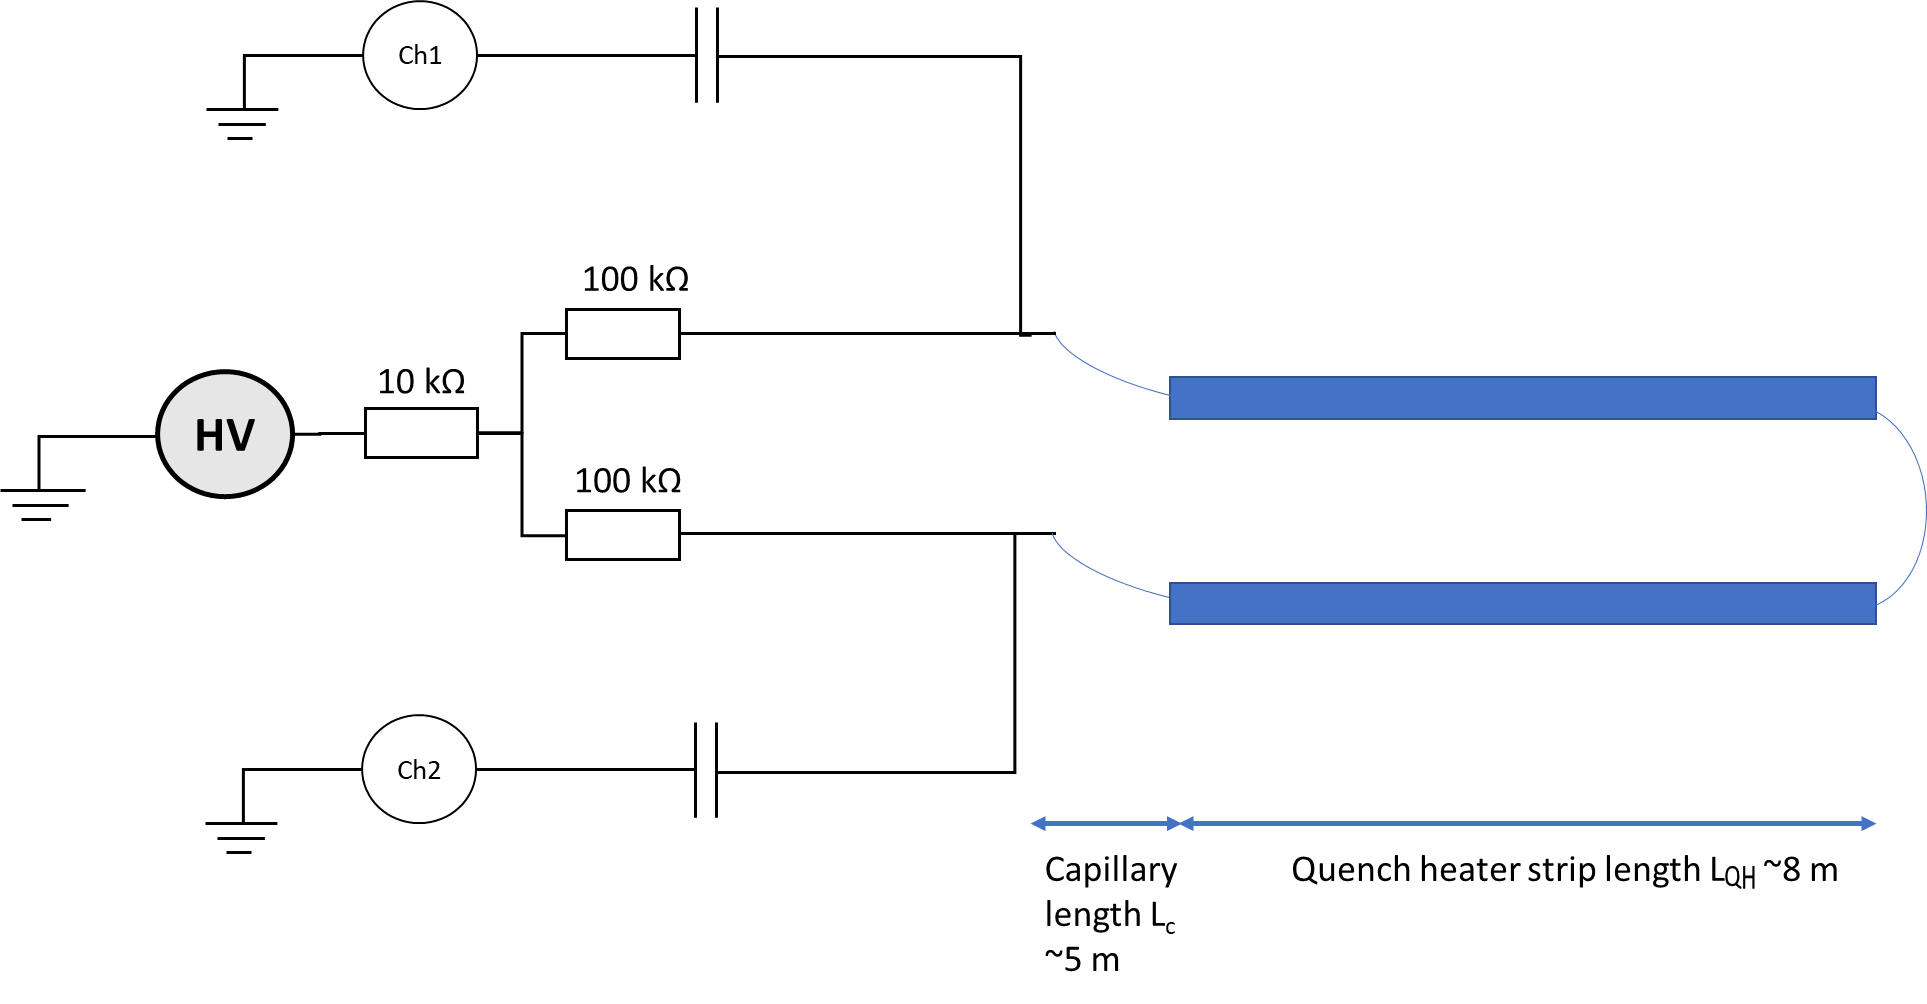 Ch1
100 kΩ
10 kΩ
HV
100 kΩ
Ch2
Capillary
length Lc
~5 m
Quench heater strip length LQH ~8 m